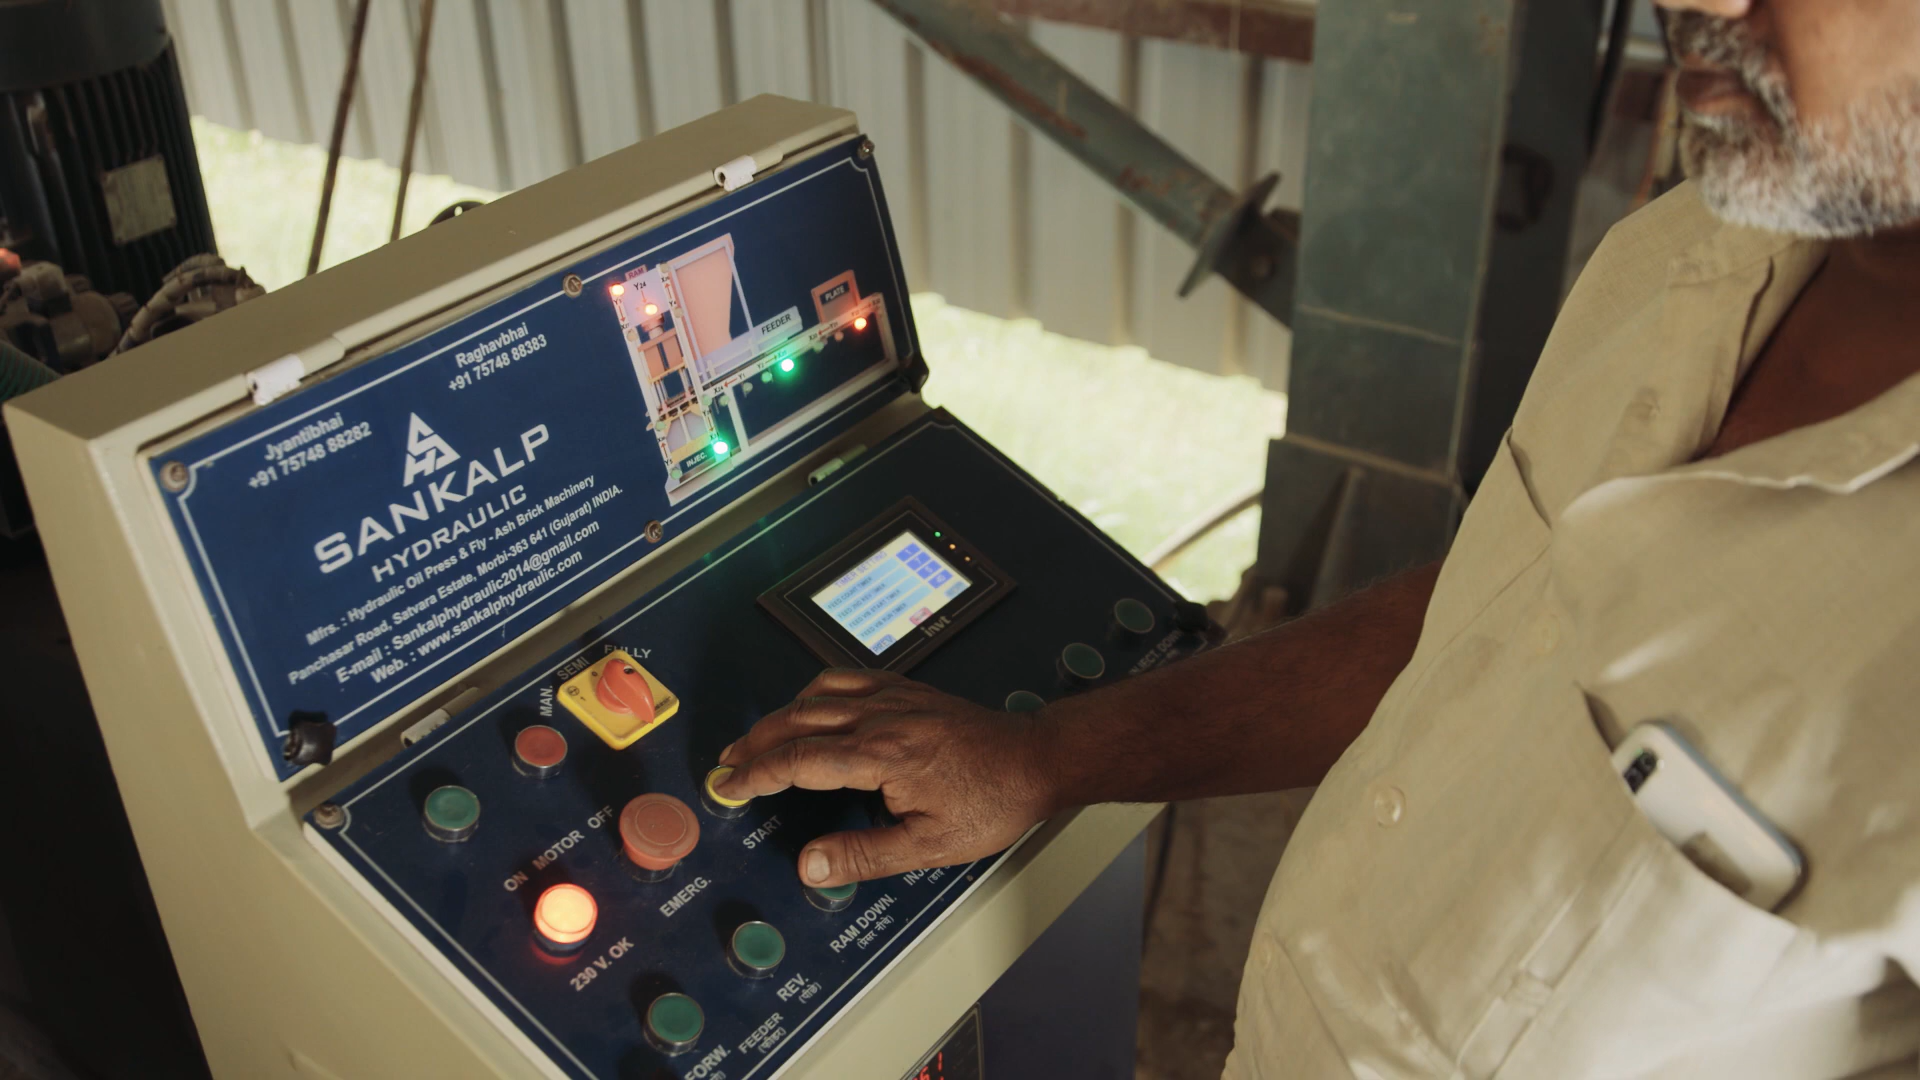 Raghavbhai
+91 75748 88383
Jyantibhai
+91 75748 88282
SANKALP
HYDRAULIC
Mfrs. : Hydraulic Oil Press & Fly - Ash Brick Machinery
Panchasar Road, Satvara Estate, Morbi-363 641 (Gujarat) INDIA.
E-mail : Sankalphydraulic2014@gmail.com
Web. : www.sankalphydraulic.com
RAM
Y24
FEEDER
PLATE
INJEC.
invt
MAN. SEMI FULLY
ON MOTOR OFF
EMERG.
START
230 V. OK
RAM DOWN.
FEEDER
(फीडर)
REV.
(पीछे)
FORW.